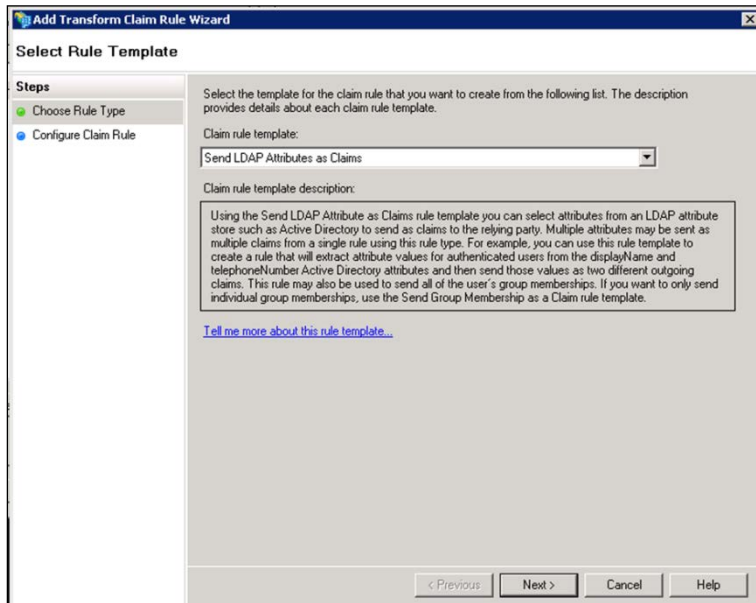 Add Transform Claim Rule Wizard
Select Rule Template
Steps
Choose Rule Type
Configure Claim Rule
Select the template for the claim rule that you want to create from the following list. The description
provides details about each claim rule template.
Claim rule template:
Send LDAP Attributes as Claims
Claim rule template description:
Using the Send LDAP Attribute as Claims rule template you can select attributes from an LDAP attribute
store such as Active Directory to send as claims to the relying party. Multiple attributes may be sent as
multiple claims from a single rule using this rule type. For example, you can use this rule template to
create a rule that will extract attribute values for authenticated users from the displayName and
telephoneNumber Active Directory attributes and then send those values as two different outgoing
claims. This rule may also be used to send all of the user's group memberships. If you want to only send
individual group memberships, use the Send Group Membership as a Claim rule template.
Tell me more about this rule template...
< Previous
Next >
Cancel
Help